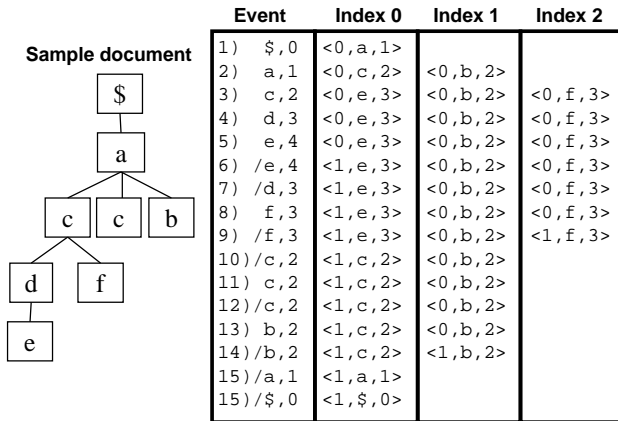 Event Index 0 Index 1 Index 2
Sample document
$
a
c c b
d f
e
1) $,0 <0,a,1>
2) a,1 <0,c,2> <0,b,2>
3) c,2 <0,e,3> <0,b,2> <0,f,3>
4) d,3 <0,e,3> <0,b,2> <0,f,3>
5) e,4 <0,e,3> <0,b,2> <0,f,3>
6) /e,4 <1,e,3> <0,b,2> <0,f,3>
7) /d,3 <1,e,3> <0,b,2> <0,f,3>
8) f,3 <1,e,3> <0,b,2> <0,f,3>
9) /f,3 <1,e,3> <0,b,2> <1,f,3>
10)/c,2 <1,c,2> <0,b,2>
11) c,2 <1,c,2> <0,b,2>
12)/c,2 <1,c,2> <0,b,2>
13) b,2 <1,c,2> <0,b,2>
14)/b,2 <1,c,2> <1,b,2>
15)/a,1 <1,a,1>
15)/$,0 <1,$,0>